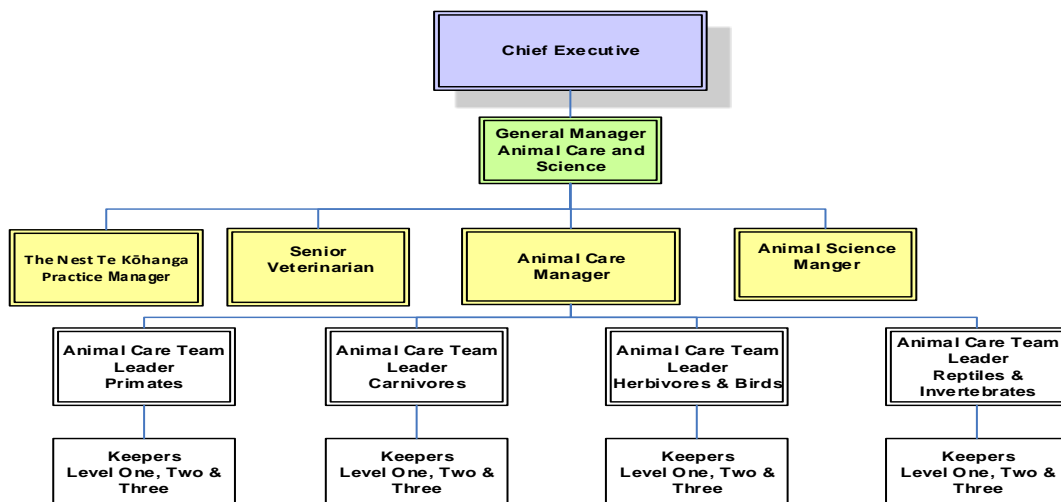 Chief Executive
General Manager
Animal Care and
Science
The Nest Te Kōhanga
Practice Manager
Senior
Veterinarian
Animal Care
Manager
Animal Science
Manger
Animal Care Team
Leader
Primates
Animal Care Team
Leader
Carnivores
Animal Care Team
Leader
Herbivores & Birds
Animal Care Team
Leader
Reptiles &
Invertebrates
Keepers
Level One, Two &
Three
Keepers
Level One, Two &
Three
Keepers
Level One, Two &
Three
Keepers
Level One, Two &
Three